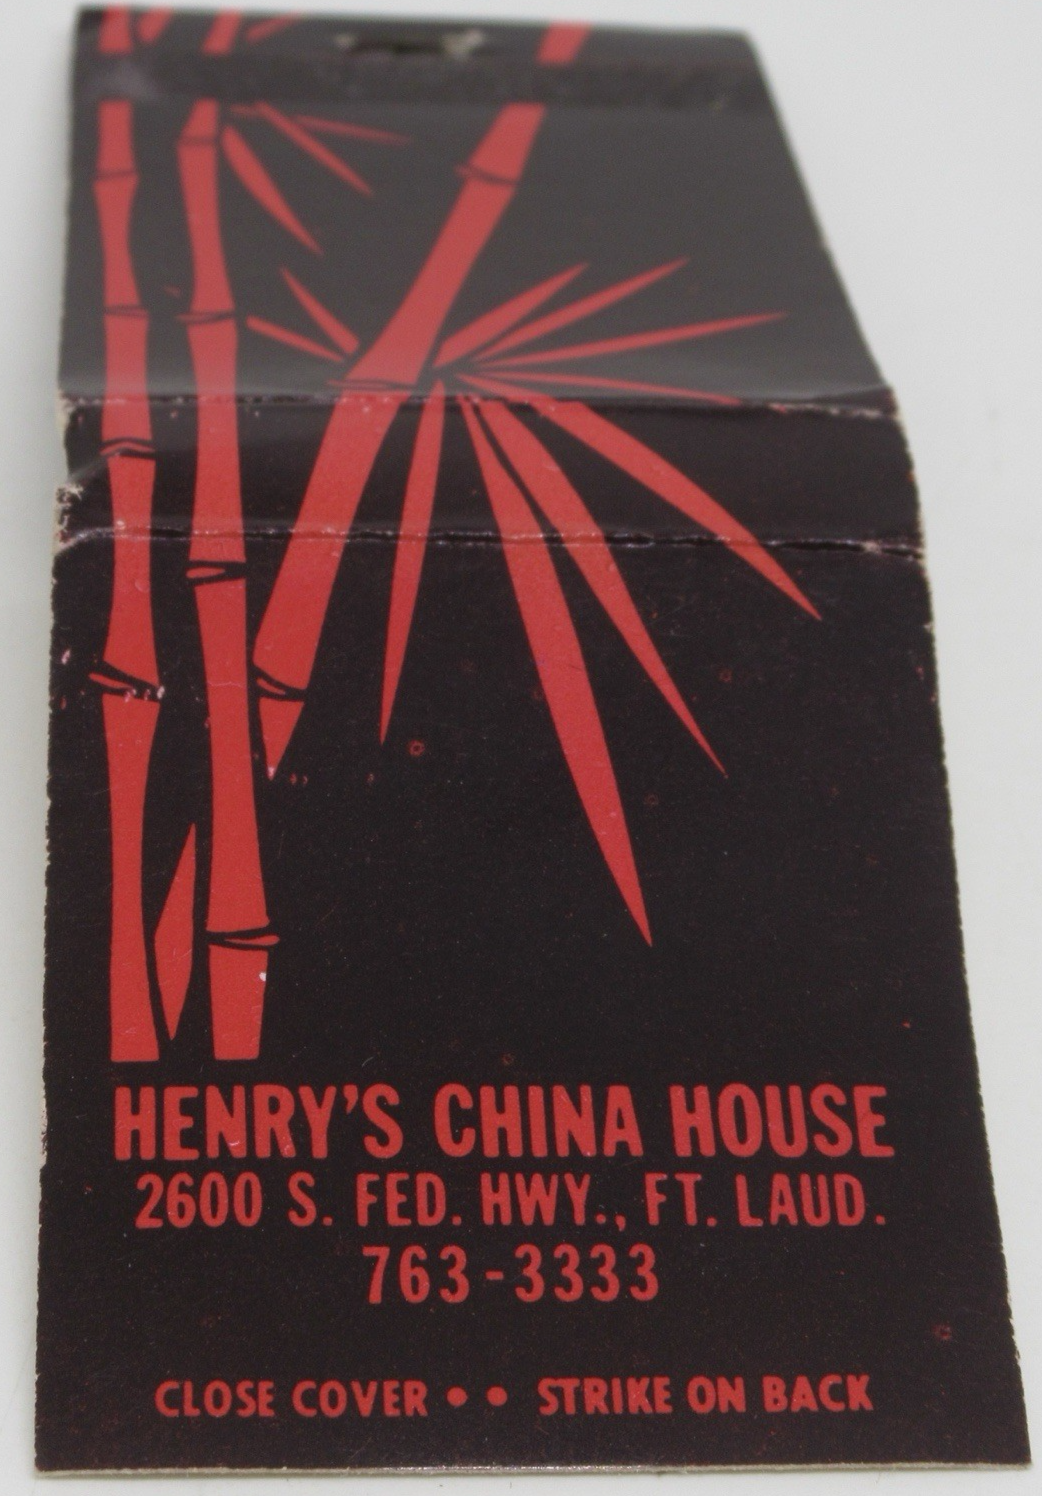 HENRY'S CHINA HOUSE
2600 S. FED. HWY., FT. LAUD.
763-3333
CLOSE COVER •• STRIKE ON BACK